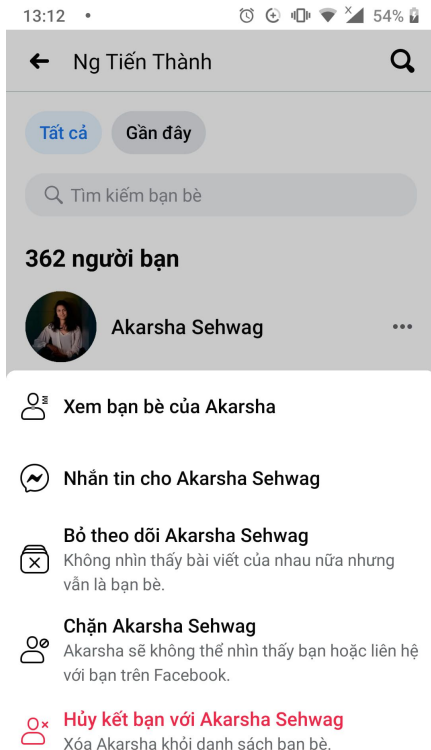 13:12
54%
Ng Tiến Thành
Tất cả
Gần đây
Tìm kiếm bạn bè
362 người bạn
Akarsha Sehwag
Xem bạn bè của Akarsha
Nhắn tin cho Akarsha Sehwag
Bỏ theo dõi Akarsha Sehwag
Không nhìn thấy bài viết của nhau nữa nhưng
vẫn là bạn bè.
Chặn Akarsha Sehwag
Akarsha sẽ không thể nhìn thấy bạn hoặc liên hệ
với bạn trên Facebook.
Hủy kết bạn với Akarsha Sehwag
Xóa Akarsha khỏi danh sách bạn bè.